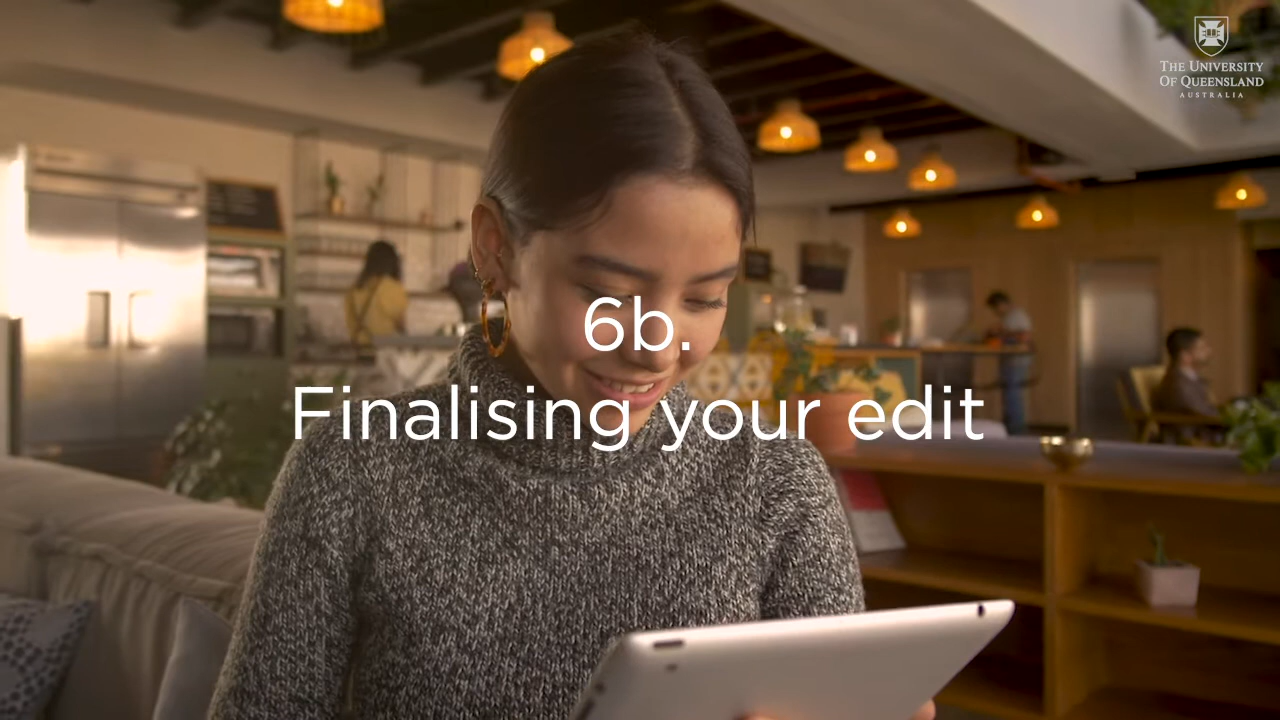 THE UNIVERSITY
OF QUEENSLAND
AUSTRALIA
6b.
Finalising your edit